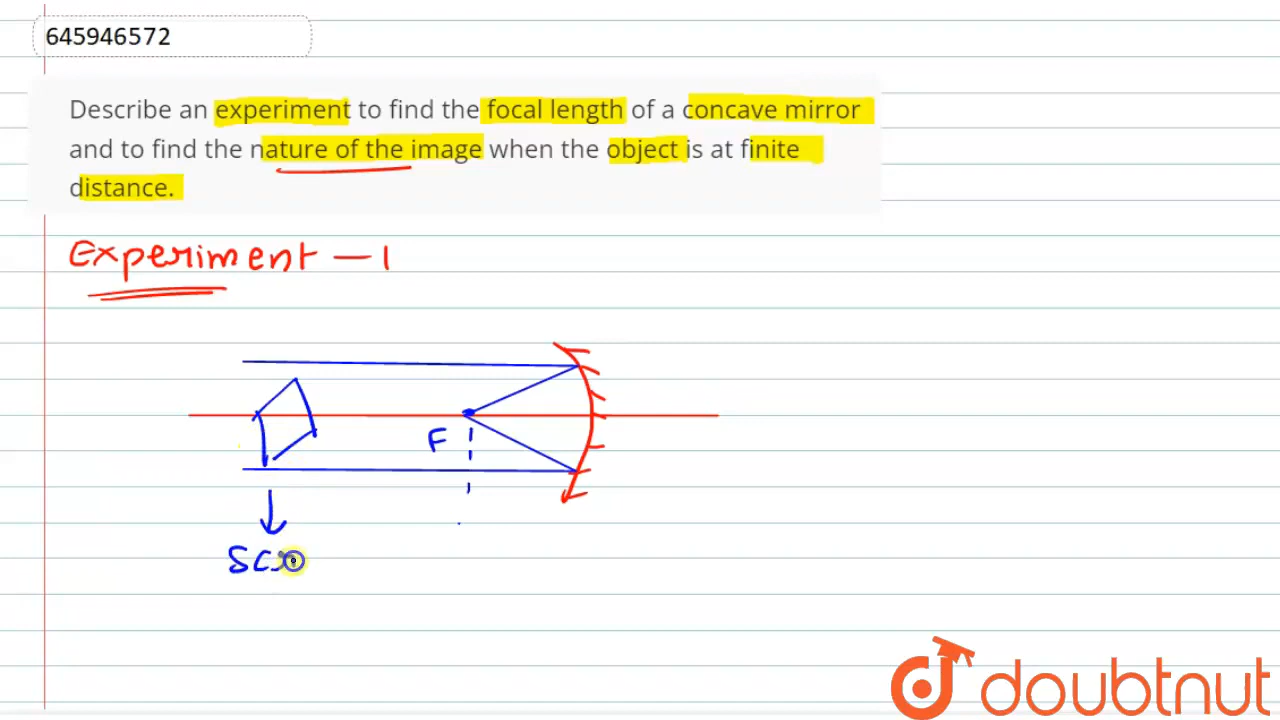 645946572
Describe an experiment to find the focal length of a concave mirror
and to find the nature of the image when the object is at finite
distance.
Experiment - 1
F
doubtnut